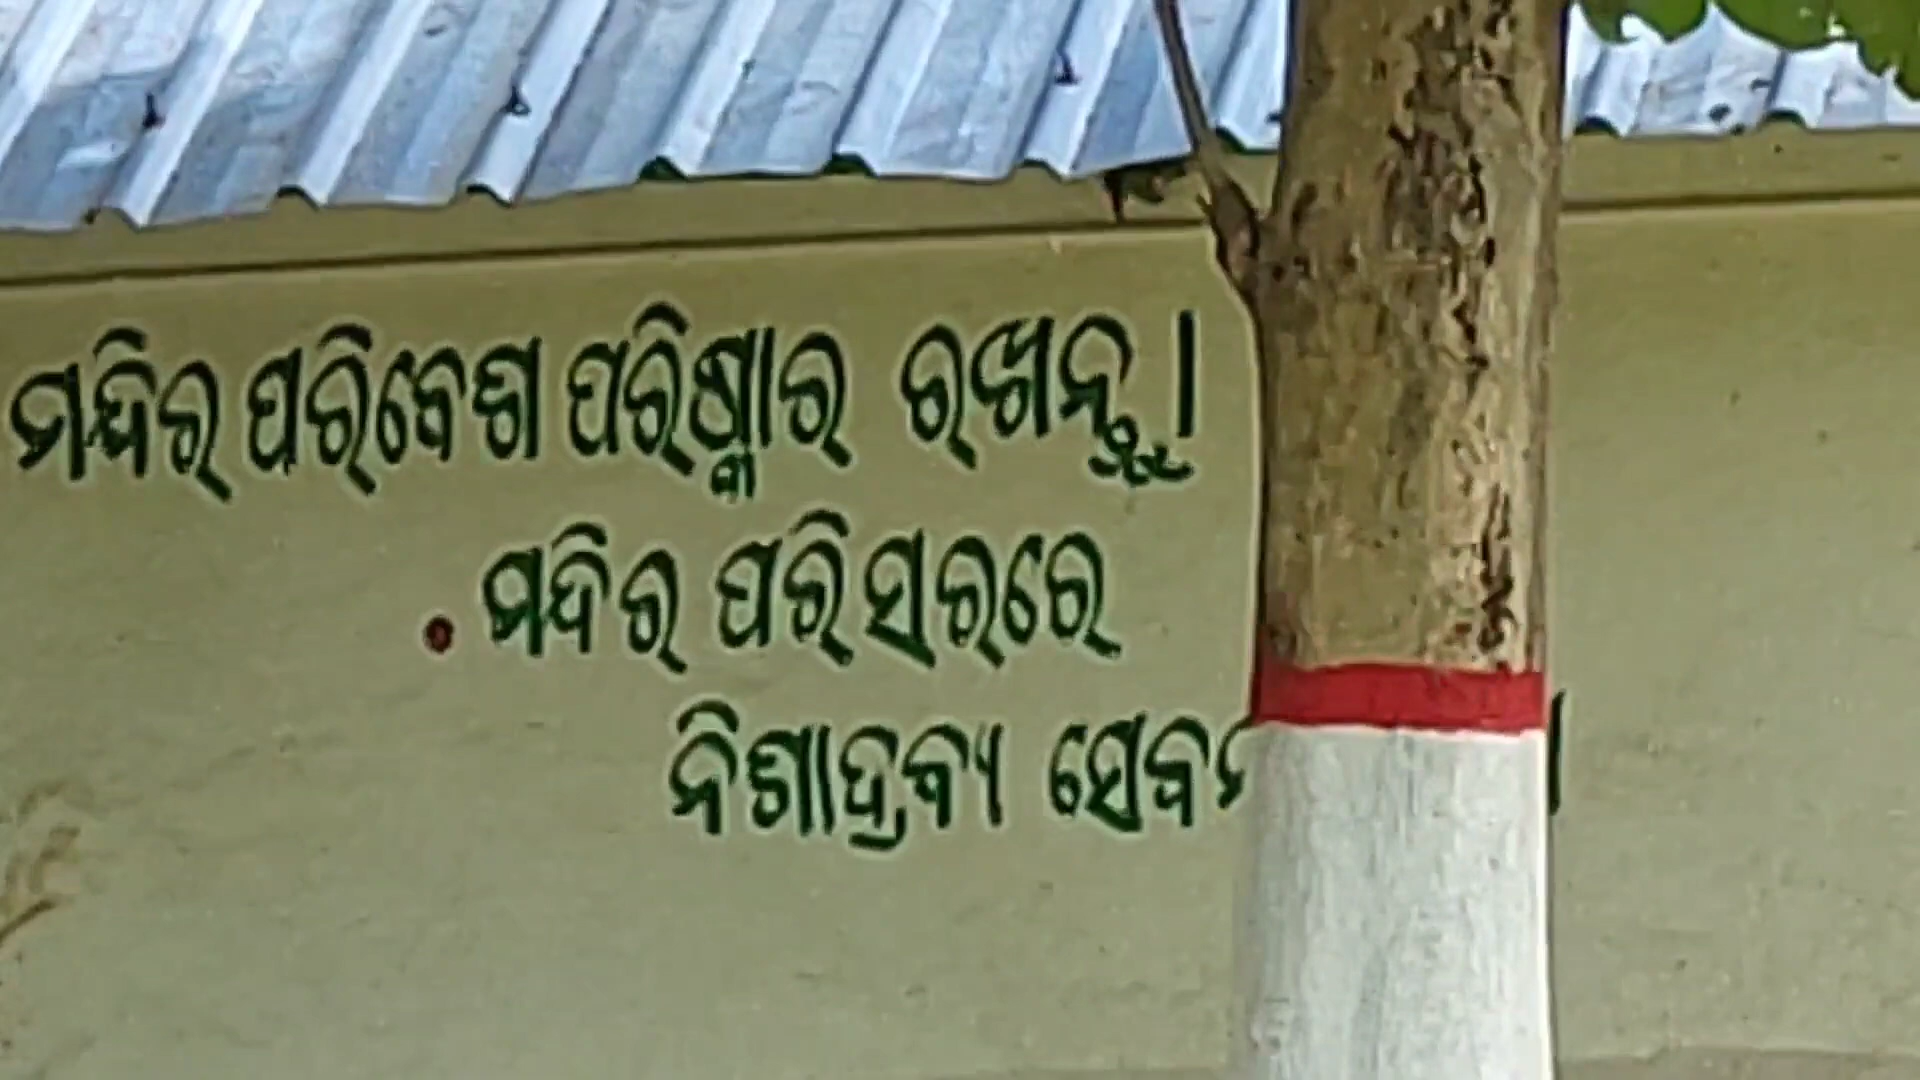 ମନ୍ଦିର ପରିବେଶ ପରିଷ୍କାର ରଖନ୍ତୁ।
• ମନ୍ଦିର ପରିସରରେ
ନିଶାଦ୍ରବ୍ୟ